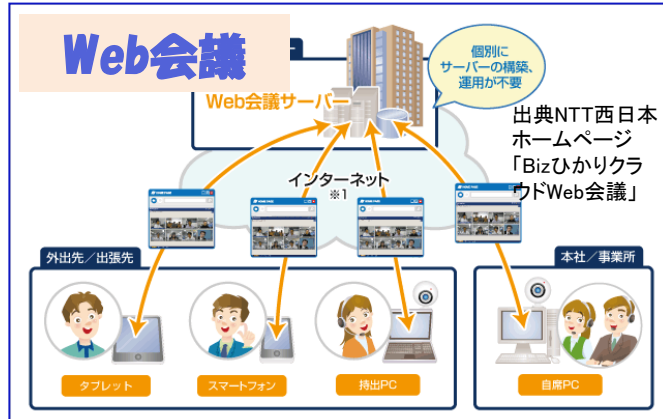 Web会議
個別に
サーバーの構築、
運用が不要
Web会議サーバー
出典NTT西日本
ホームページ
「Bizひかりクラ
ウドWeb会議」
インターネット
※1
外出先／出張先
本社／事業所
タブレット
スマートフォン
持出PC
自席PC